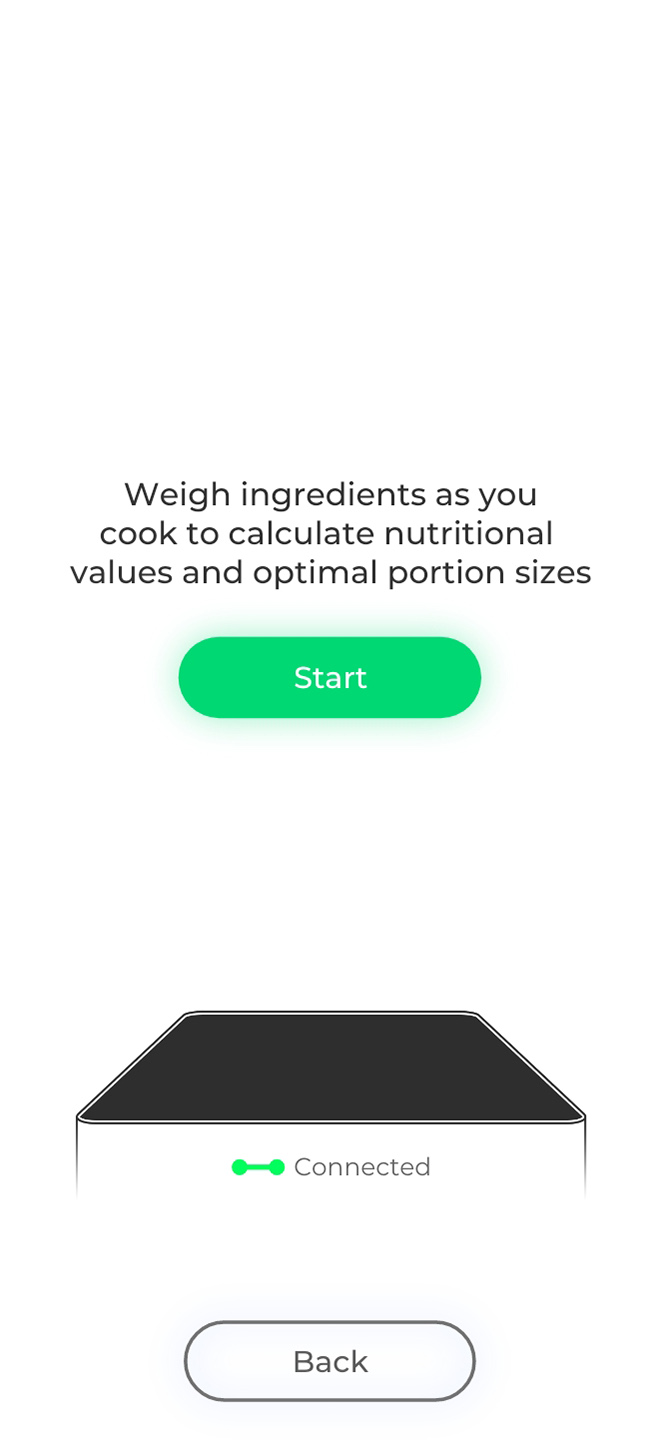 Weigh ingredients as you
cook to calculate nutritional
values and optimal portion sizes
Start
Connected
Back